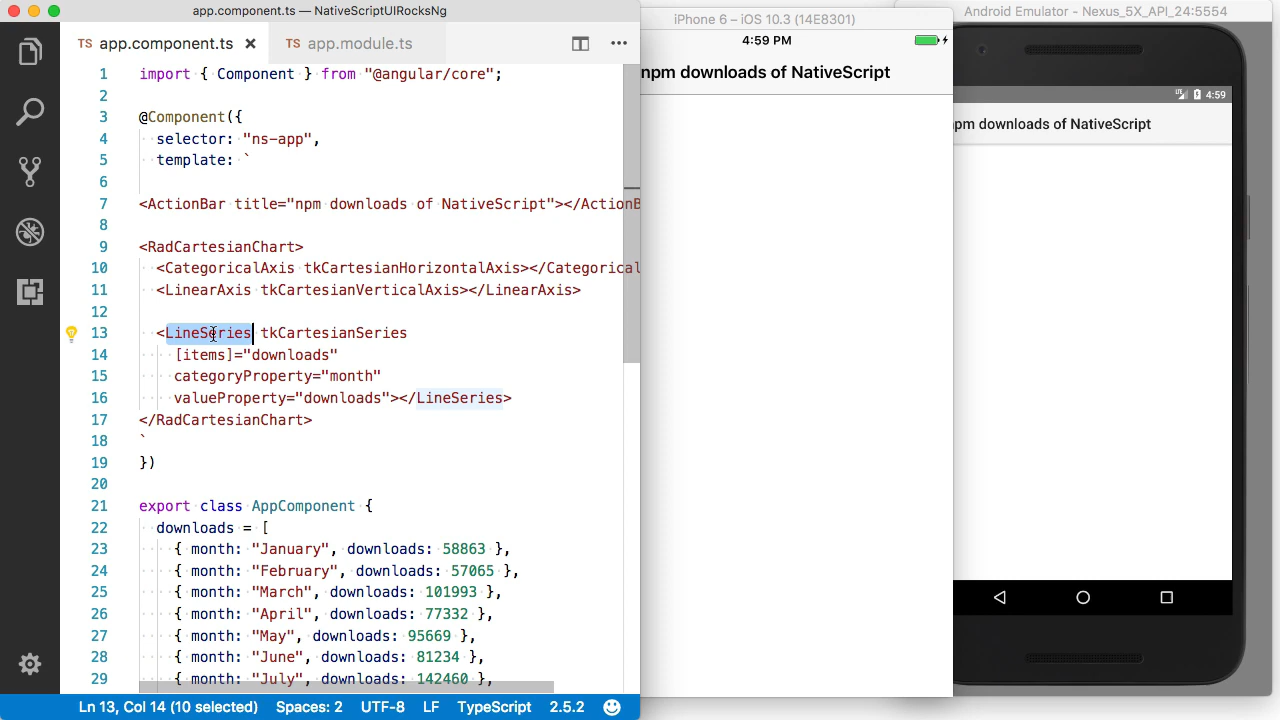 app.component.ts — NativeScriptUIRocksNg
TS app.component.ts
TS app.module.ts
1 import { Component } from "@angular/core";
2
3 @Component({
4 selector: "ns-app",
5 template: `
6
7 <ActionBar title="npm downloads of NativeScript"></ActionB
8
9 <RadCartesianChart>
10 <CategoricalAxis tkCartesianHorizontalAxis></Categorical
11 <LinearAxis tkCartesianVerticalAxis></LinearAxis>
12
13 <LineSeries tkCartesianSeries
14 [items]="downloads"
15 categoryProperty="month"
16 valueProperty="downloads"></LineSeries>
17 </RadCartesianChart>
18 `
19 })
20
21 export class AppComponent {
22 downloads = [
23 { month: "January", downloads: 58863 },
24 { month: "February", downloads: 57065 },
25 { month: "March", downloads: 101993 },
26 { month: "April", downloads: 77332 },
27 { month: "May", downloads: 95669 },
28 { month: "June", downloads: 81234 },
29 { month: "July", downloads: 142460 },
Ln 13, Col 14 (10 selected) Spaces: 2 UTF-8 LF TypeScript 2.5.2
iPhone 6 – iOS 10.3 (14E8301)
4:59 PM
npm downloads of NativeScript
Android Emulator - Nexus_5X_API_24:5554
LTE 4:59
npm downloads of NativeScript